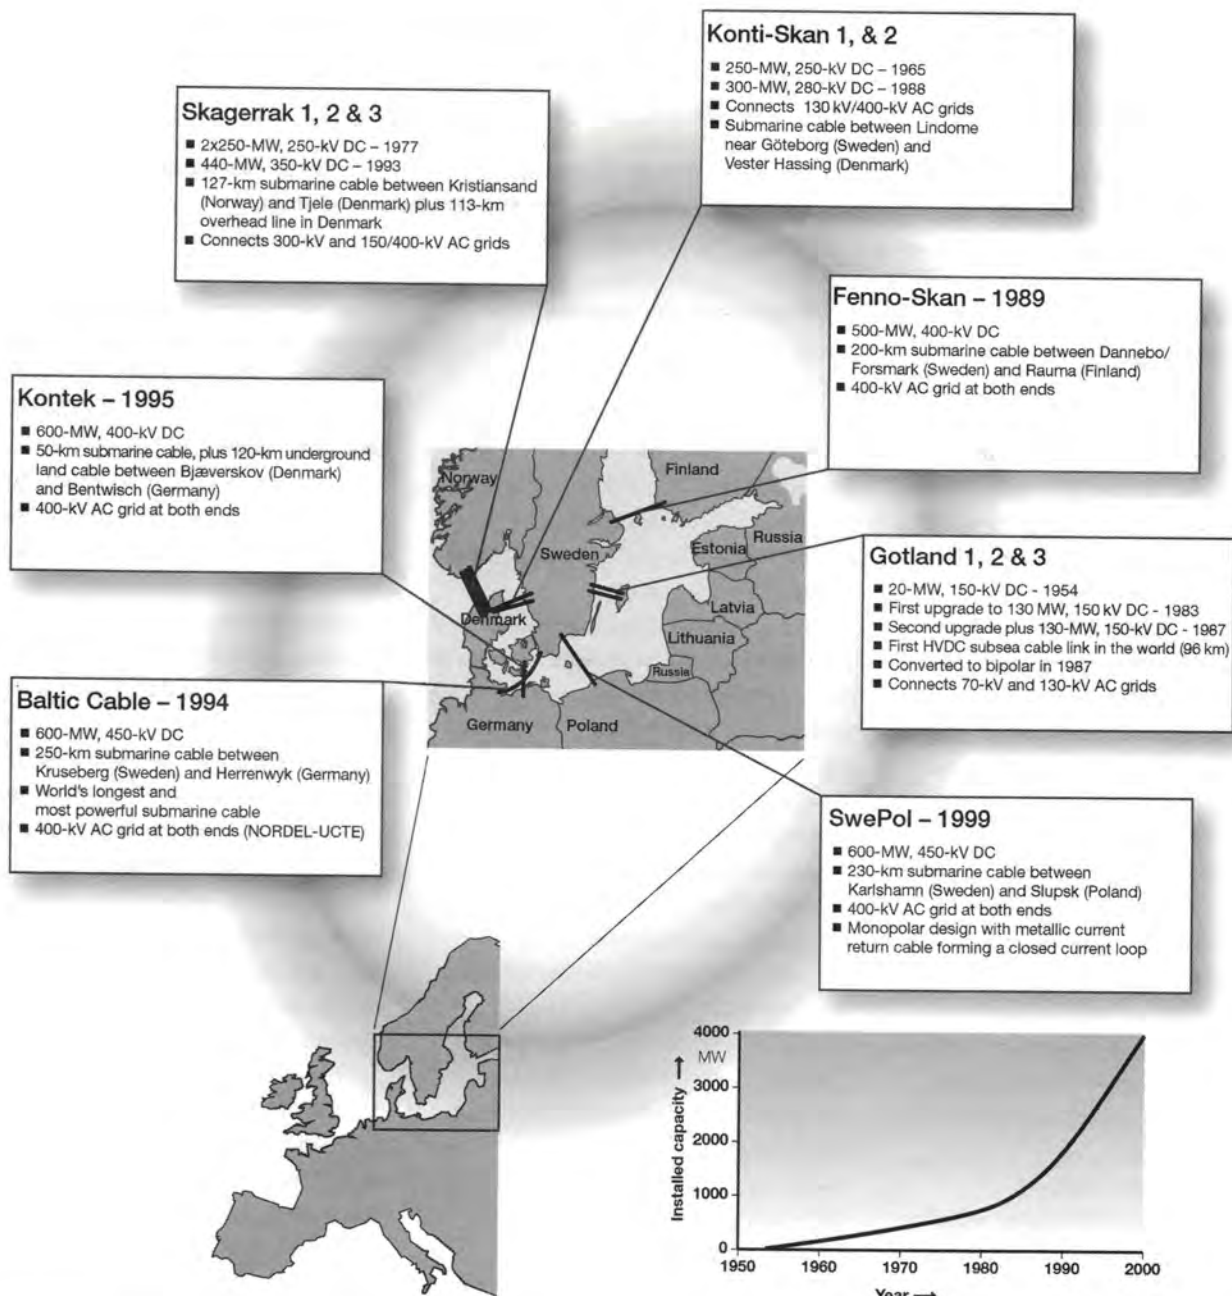 Konti-Skan 1, & 2
■ 250-MW, 250-kV DC – 1965
■ 300-MW, 280-kV DC – 1988
■ Connects 130 kV/400-kV AC grids
■ Submarine cable between Lindome
near Göteborg (Sweden) and
Vester Hassing (Denmark)
Skagerrak 1, 2 & 3
■ 2x250-MW, 250-kV DC – 1977
■ 440-MW, 350-kV DC – 1993
■ 127-km submarine cable between Kristiansand
(Norway) and Tjele (Denmark) plus 113-km
overhead line in Denmark
■ Connects 300-kV and 150/400-kV AC grids
Fenno-Skan – 1989
■ 500-MW, 400-kV DC
■ 200-km submarine cable between Dannebo/
Forsmark (Sweden) and Rauma (Finland)
■ 400-kV AC grid at both ends
Kontek – 1995
■ 600-MW, 400-kV DC
■ 50-km submarine cable, plus 120-km underground
land cable between Bjæverskov (Denmark)
and Bentwisch (Germany)
■ 400-kV AC grid at both ends
Norway
Finland
Sweden
Estonia
Russia
Latvia
Denmark
Lithuania
Russia
Germany
Poland
Gotland 1, 2 & 3
■ 20-MW, 150-kV DC - 1954
■ First upgrade to 130 MW, 150 kV DC - 1983
■ Second upgrade plus 130-MW, 150-kV DC - 1987
■ First HVDC subsea cable link in the world (96 km)
■ Converted to bipolar in 1987
■ Connects 70-kV and 130-kV AC grids
Baltic Cable – 1994
■ 600-MW, 450-kV DC
■ 250-km submarine cable between
Kruseberg (Sweden) and Herrenwyk (Germany)
■ World's longest and
most powerful submarine cable
■ 400-kV AC grid at both ends (NORDEL-UCTE)
SwePol – 1999
■ 600-MW, 450-kV DC
■ 230-km submarine cable between
Karlshamn (Sweden) and Slupsk (Poland)
■ 400-kV AC grid at both ends
■ Monopolar design with metallic current
return cable forming a closed current loop
Installed capacity →
MW
4000
3000
2000
1000
0
1950 1960 1970 1980 1990 2000
Year →